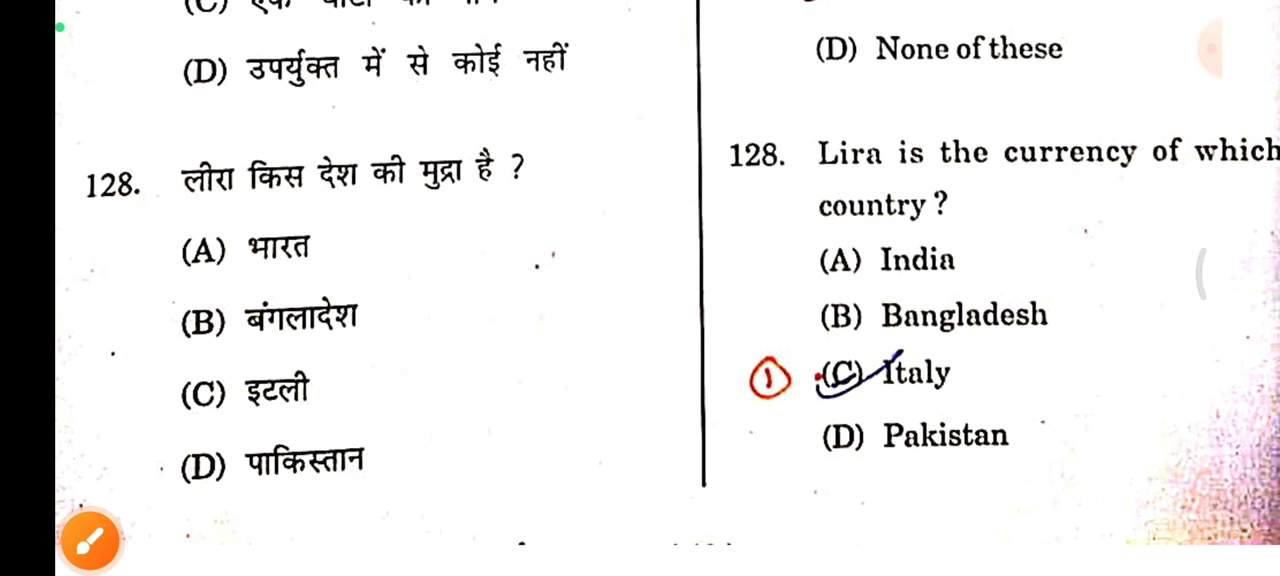 (D) उपर्युक्त में से कोई नहीं
128. लीरा किस देश की मुद्रा है ?
(A) भारत
(B) बंगलादेश
(C) इटली
(D) पाकिस्तान
(D) None of these
128. Lira is the currency of which
country ?
(A) India
(B) Bangladesh
1 (C) Italy
(D) Pakistan